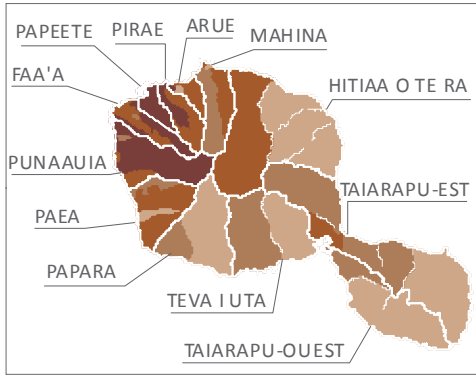 PAPEETE
PIRAE
ARUE
MAHINA
FAA'A
HITIAA O TE RA
PUNAAUIA
TAIARAPU-EST
PAEA
PAPARA
TEVA I UTA
TAIARAPU-OUEST